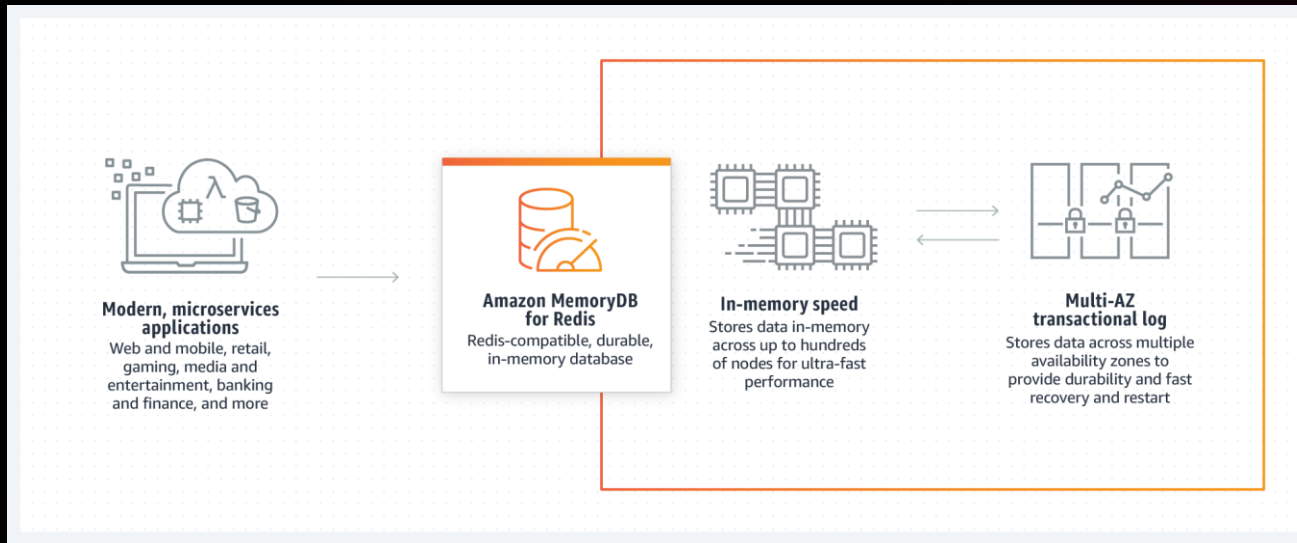 Modern, microservices
applications
Web and mobile, retail,
gaming, media and
entertainment, banking
and finance, and more
Amazon MemoryDB
for Redis
Redis-compatible, durable,
in-memory database
In-memory speed
Stores data in-memory
across up to hundreds
of nodes for ultra-fast
performance
Multi-AZ
transactional log
Stores data across multiple
availability zones to
provide durability and fast
recovery and restart